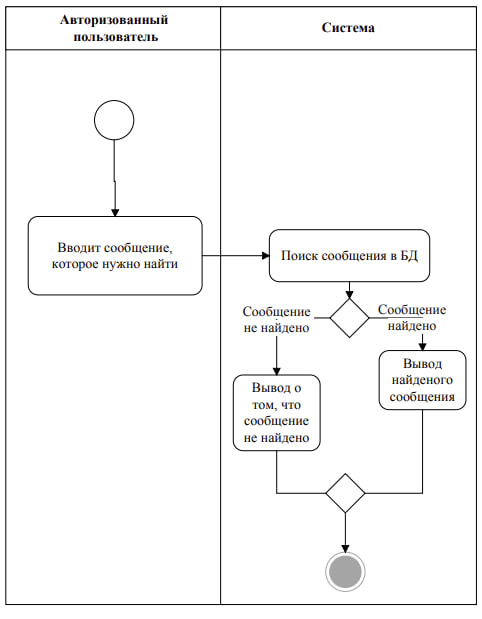 Авторизованный
пользователь
Система
Вводит сообщение,
которое нужно найти
Поиск сообщения в БД
Сообщение
не найдено
Сообщение
найдено
Вывод о
том, что
сообщение
не найдено
Вывод
найденого
сообщения